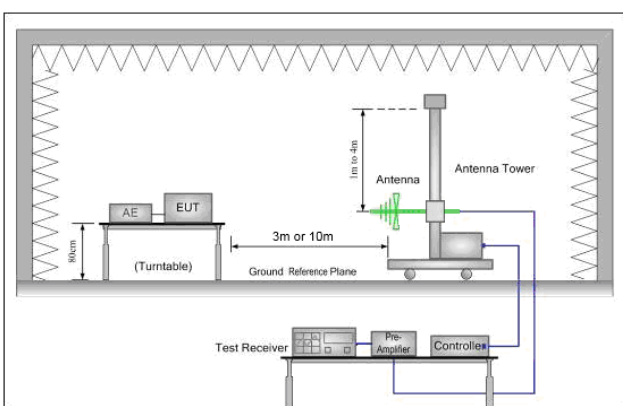 1m to 4m
Antenna
Antenna Tower
AE
EUT
80cm
(Turntable)
3m or 10m
Ground Reference Plane
Test Receiver
Pre-
Amplifier
Controlle